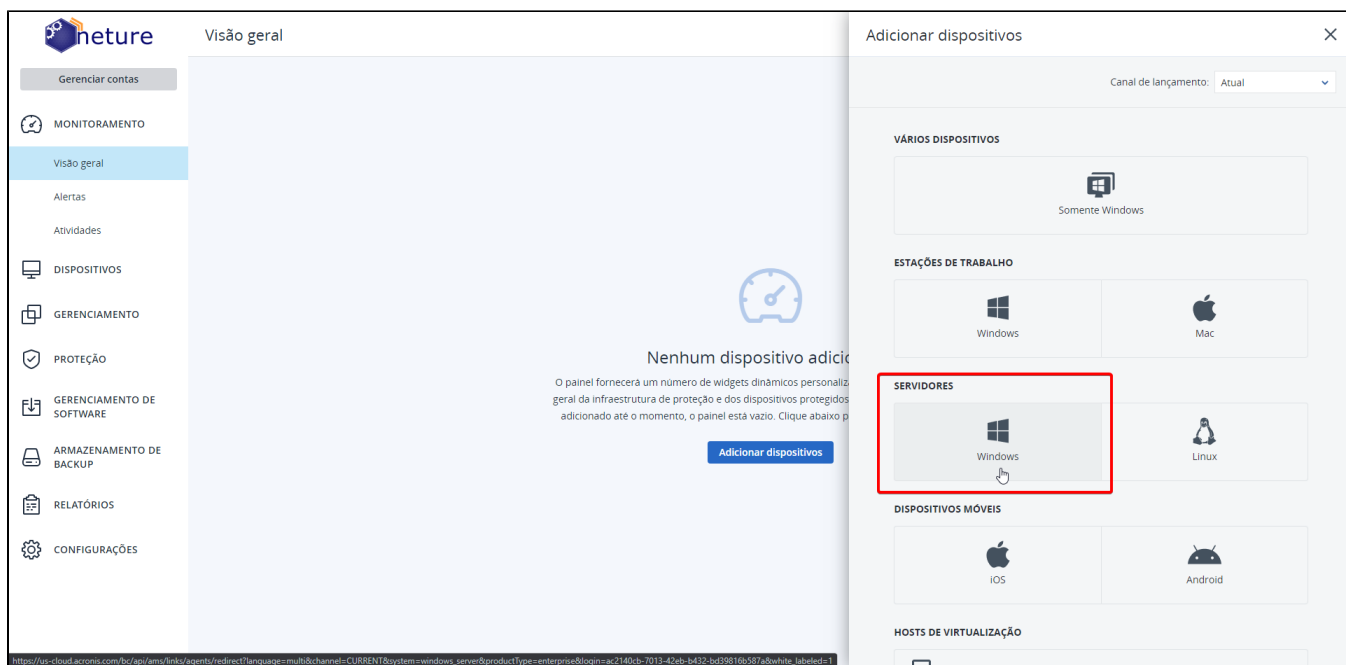 neture
Gerenciar contas
MONITORAMENTO
Visão geral
Alertas
Atividades
DISPOSITIVOS
GERENCIAMENTO
PROTEÇÃO
GERENCIAMENTO DE
SOFTWARE
ARMAZENAMENTO DE
BACKUP
RELATÓRIOS
CONFIGURAÇÕES
Visão geral
Nenhum dispositivo adicic
O painel fornecerá um número de widgets dinâmicos personaliza
geral da infraestrutura de proteção e dos dispositivos protegidos
adicionado até o momento, o painel está vazio. Clique abaixo p
Adicionar dispositivos
Adicionar dispositivos
Canal de lançamento: Atual
VÁRIOS DISPOSITIVOS
Somente Windows
ESTAÇÕES DE TRABALHO
Windows
Mac
SERVIDORES
Windows
Linux
DISPOSITIVOS MÓVEIS
iOS
Android
HOSTS DE VIRTUALIZAÇÃO
https://us-cloud.acronis.com/bc/api/ams/links/agents/redirect?language=multi&channel=CURRENT&system=windows_server&productType=enterprise&login=ac2140cb-7013-42eb-b432-bd39816b587a&white_labeled=1